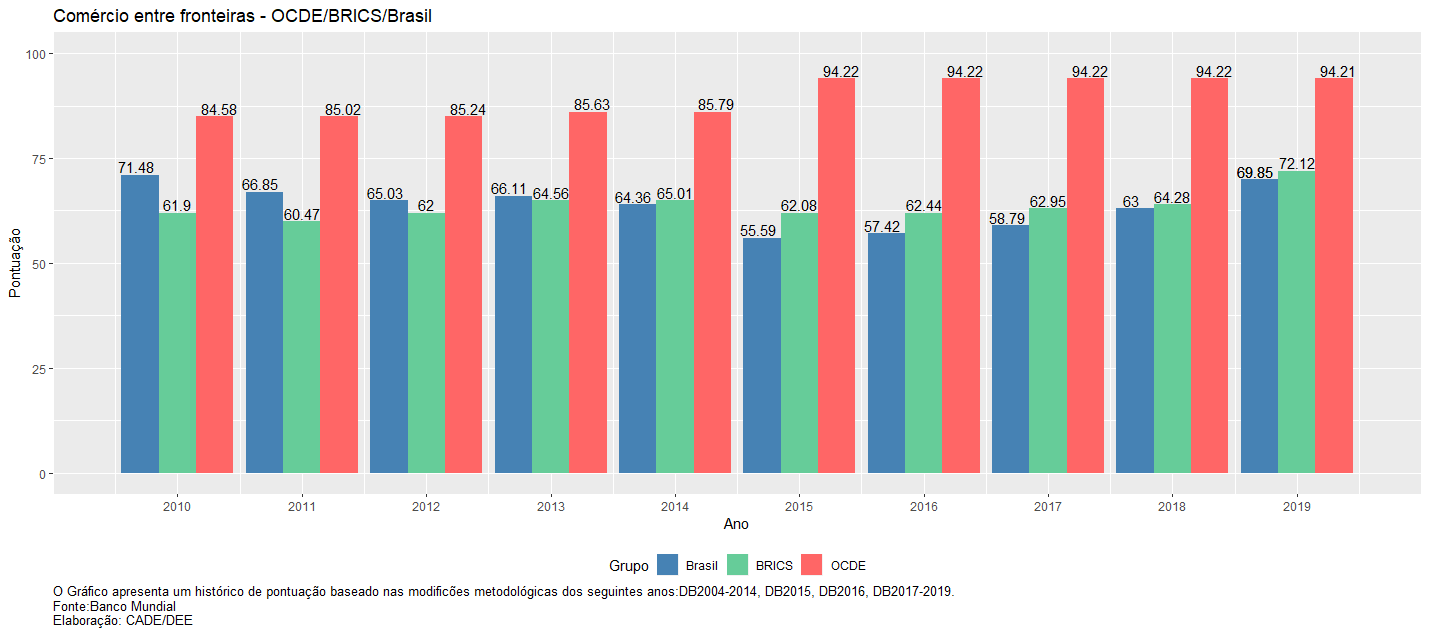 Comércio entre fronteiras - OCDE/BRICS/Brasil
Pontuação
100
75
50
25
0
71.48 61.9 84.58
66.85 60.47 85.02
65.03 62 85.24
66.11 64.56 85.63
64.36 65.01 85.79
55.59 62.08 94.22
57.42 62.44 94.22
58.79 62.95 94.22
63 64.28 94.22
69.85 72.12 94.21
2010 2011 2012 2013 2014 2015 2016 2017 2018 2019
Ano
Grupo Brasil BRICS OCDE
O Gráfico apresenta um histórico de pontuação baseado nas modificões metodológicas dos seguintes anos:DB2004-2014, DB2015, DB2016, DB2017-2019.
Fonte:Banco Mundial
Elaboração: CADE/DEE